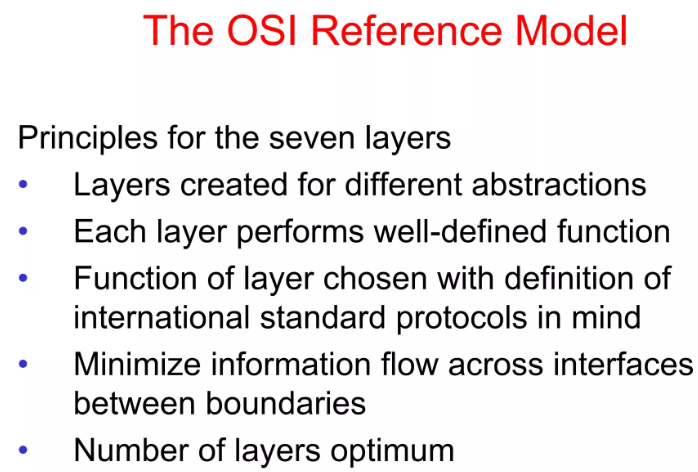 The OSI Reference Model
Principles for the seven layers
• Layers created for different abstractions
• Each layer performs well-defined function
• Function of layer chosen with definition of
international standard protocols in mind
• Minimize information flow across interfaces
between boundaries
• Number of layers optimum